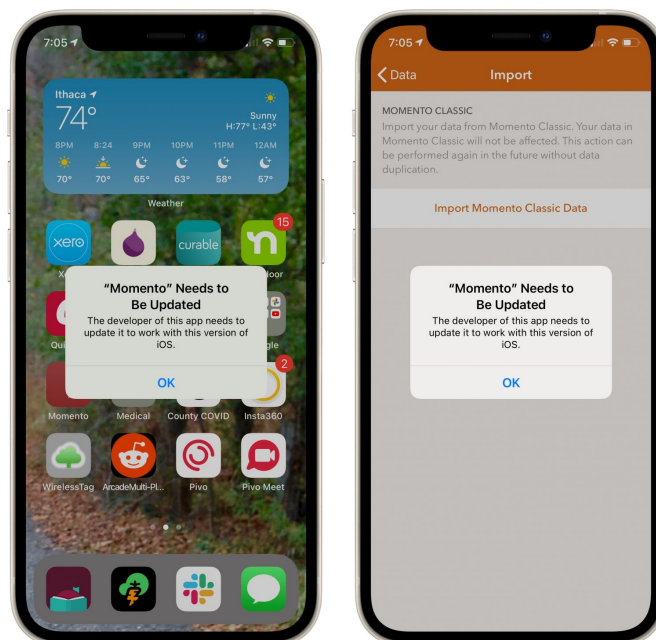 7:05
Ithaca
74°
Sunny
H:77° L:43°
8PM 8:24 9PM 10PM 11PM 12AM
70° 70° 65° 63° 58° 57°
Weather
xero
curable
n
15
“Momento” Needs to
Be Updated
The developer of this app needs to
update it to work with this version of
iOS.
OK
2
Momento Medical County COVID Insta360
WirelessTag ArcadeMulti-Pl... Pivo Pivo Meet
7:05
Data Import
MOMENTO CLASSIC
Import your data from Momento Classic. Your data in
Momento Classic will not be affected. This action can
be performed again in the future without data
duplication.
Import Momento Classic Data
“Momento” Needs to
Be Updated
The developer of this app needs to
update it to work with this version of
iOS.
OK